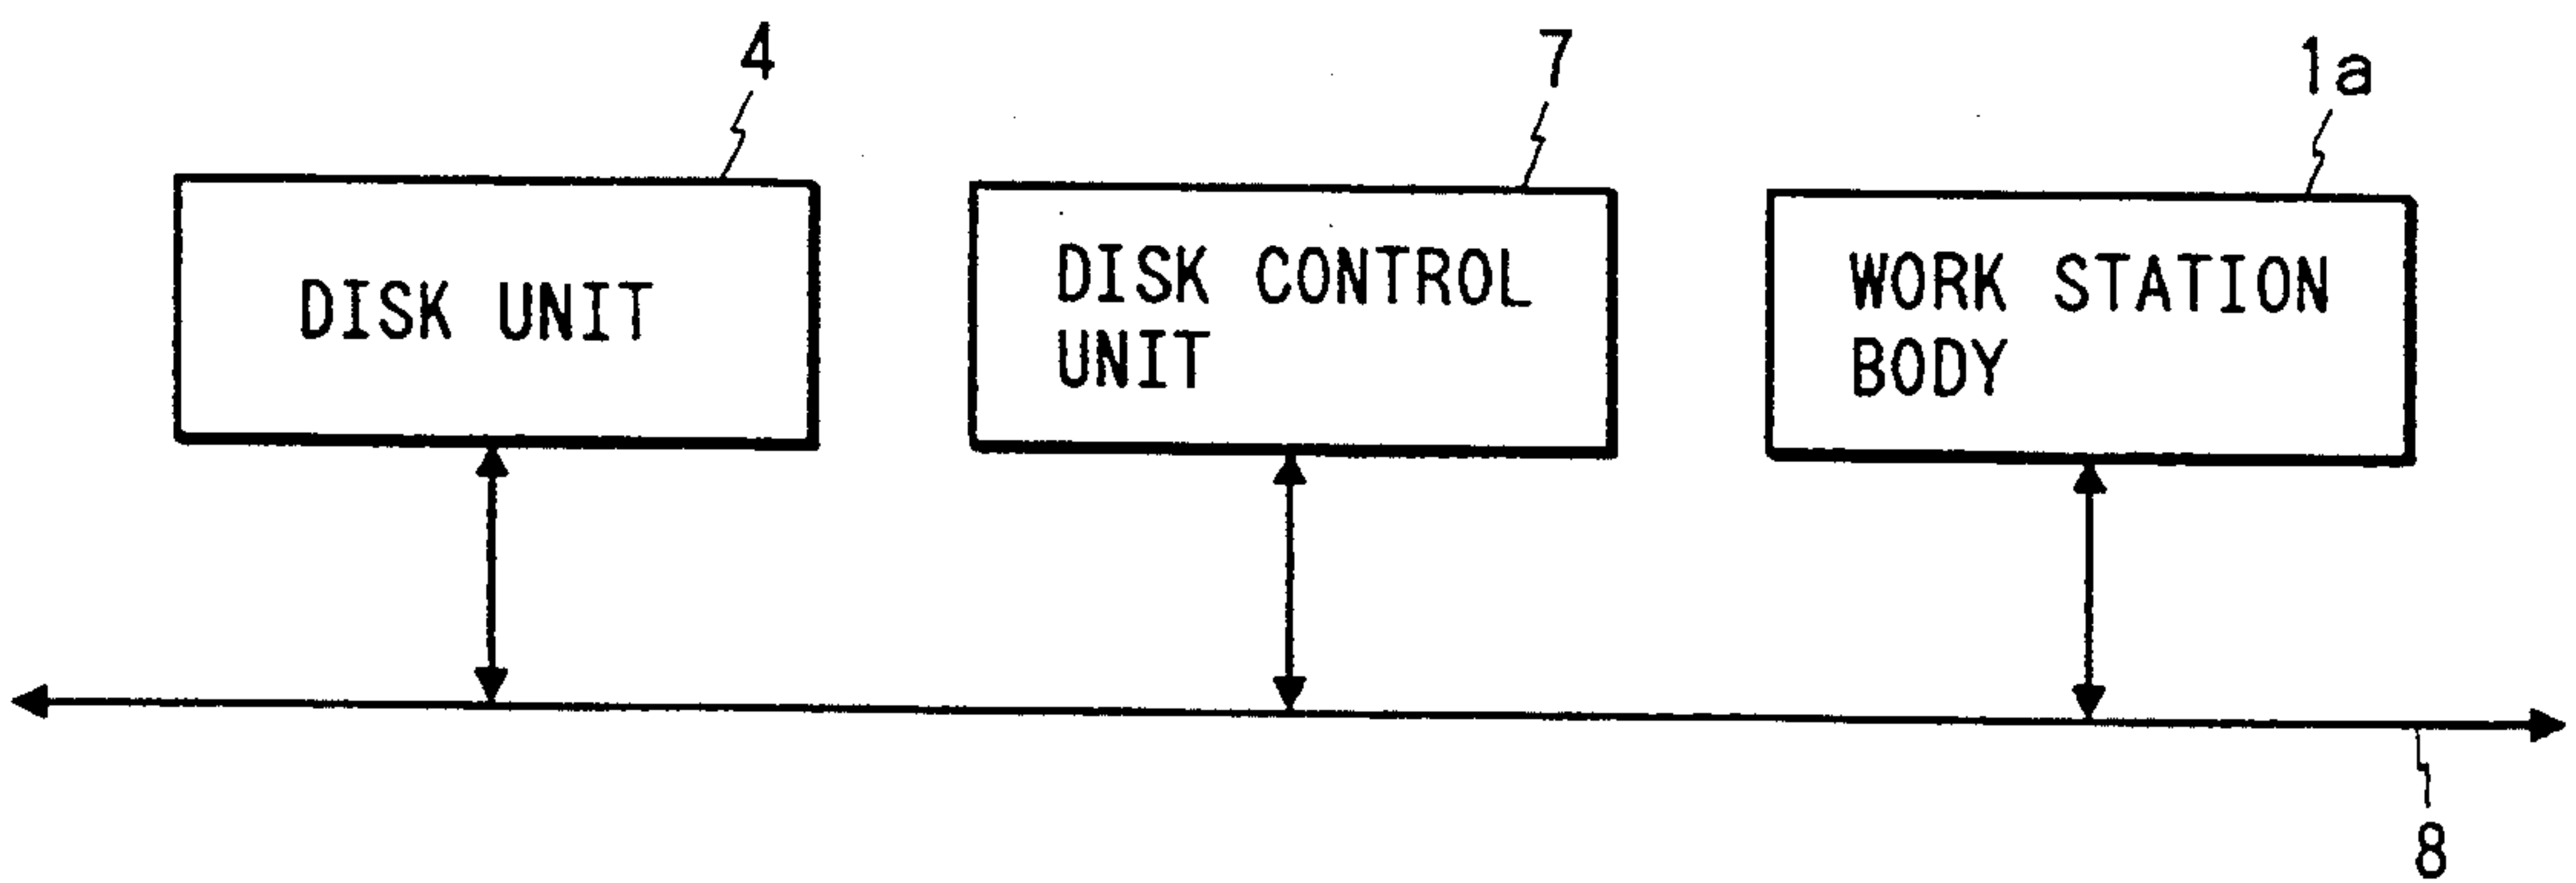 4
7
1a
DISK UNIT
DISK CONTROL
UNIT
WORK STATION
BODY
8